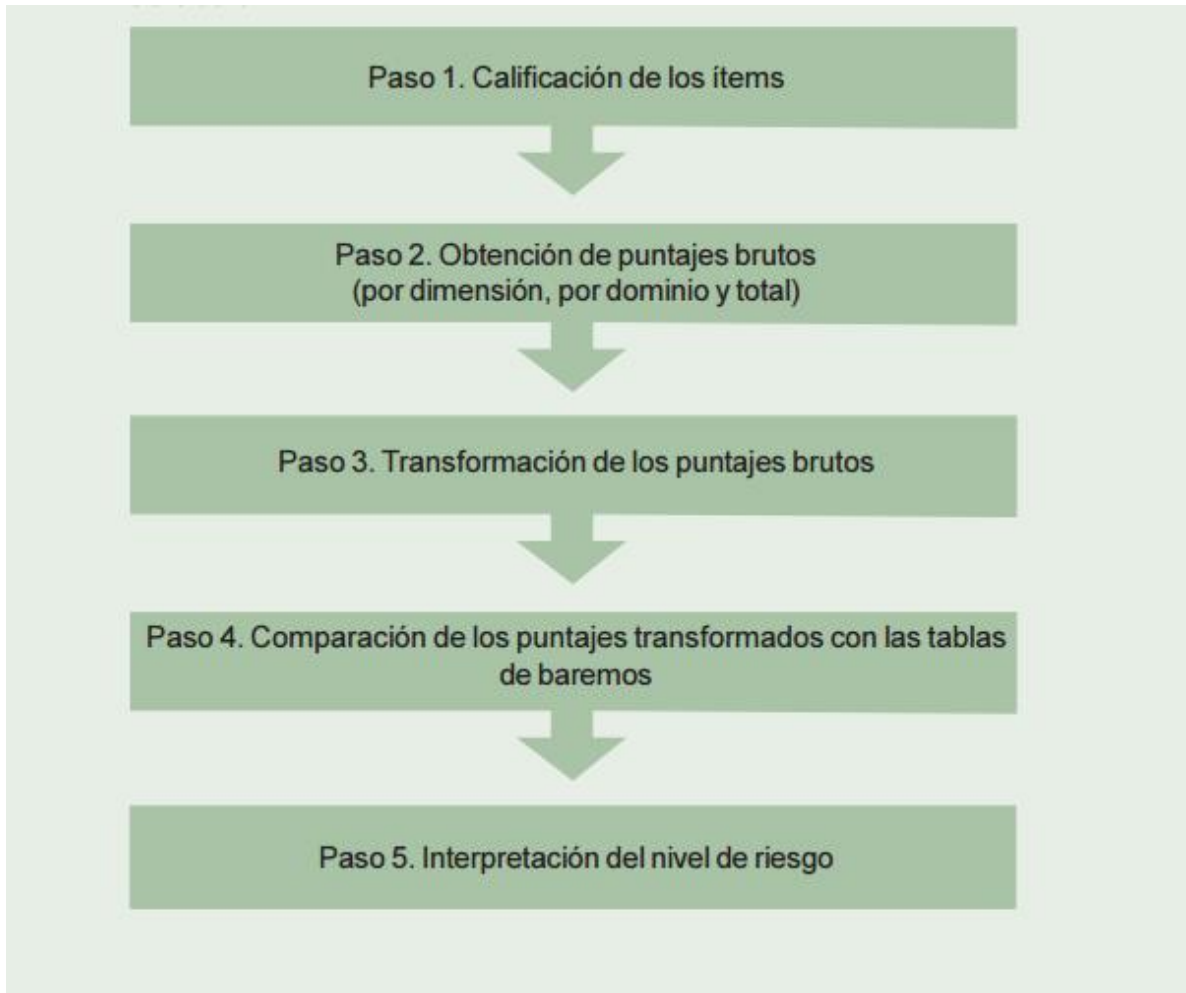 Paso 1. Calificación de los ítems
Paso 2. Obtención de puntajes brutos
(por dimensión, por dominio y total)
Paso 3. Transformación de los puntajes brutos
Paso 4. Comparación de los puntajes transformados con las tablas
de baremos
Paso 5. Interpretación del nivel de riesgo